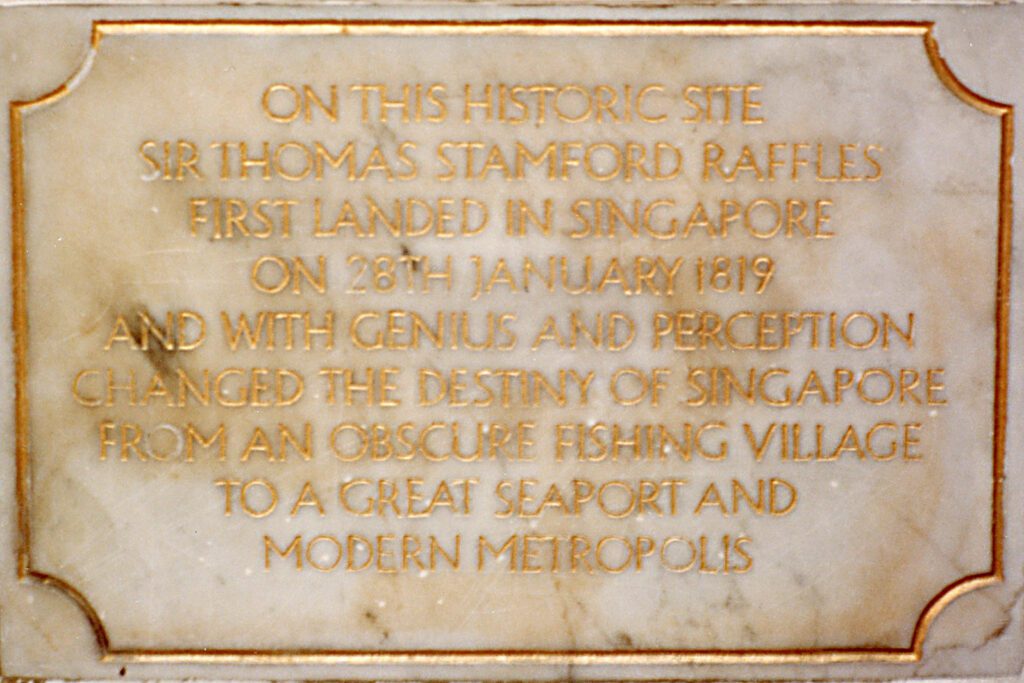 ON THIS HISTORIC SITE
SIR THOMAS STAMFORD RAFFLES
FIRST LANDED IN SINGAPORE
ON 28TH JANUARY 1819
AND WITH GENIUS AND PERCEPTION
CHANGED THE DESTINY OF SINGAPORE
FROM AN OBSCURE FISHING VILLAGE
TO A GREAT SEAPORT AND
MODERN METROPOLIS